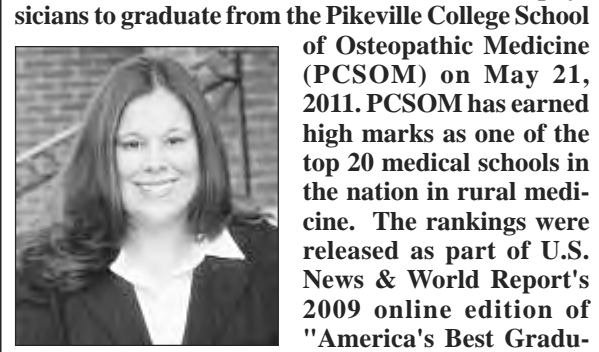 sicians to graduate from the Pikeville College School
of Osteopathic Medicine
(PCSOM) on May 21,
2011. PCSOM has earned
high marks as one of the
top 20 medical schools in
the nation in rural medi-
cine. The rankings were
released as part of U.S.
News & World Report's
2009 online edition of
"America's Best Gradu-